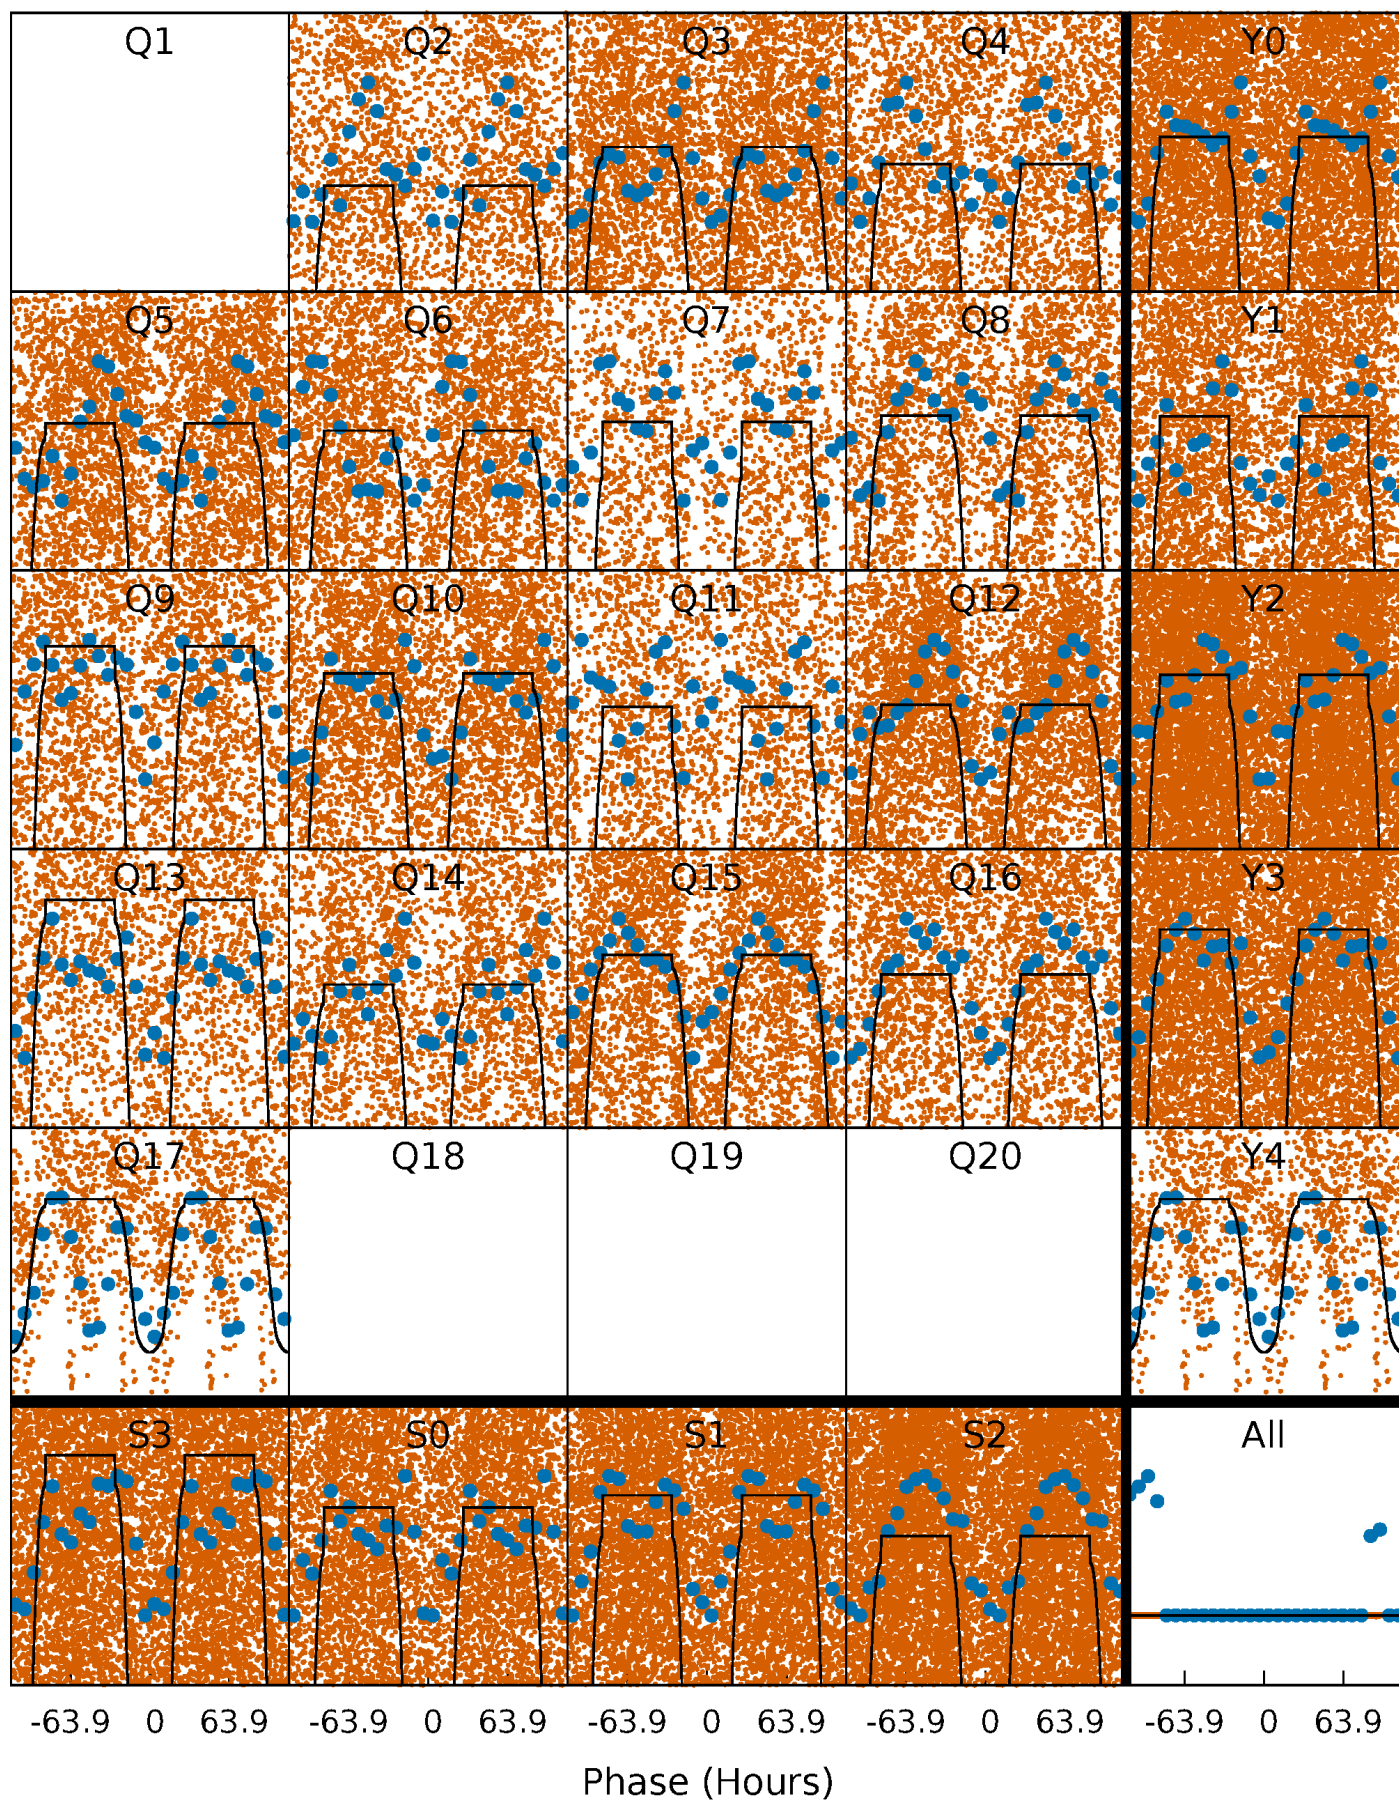 Q1 Q2 Q3 Q4 Y0
Q5 Q6 Q7 Q8 Y1
Q9 Q10 Q11 Q12 Y2
Q13 Q14 Q15 Q16 Y3
Q17 Q18 Q19 Q20 Y4
S3 S0 S1 S2 All
-63.9 0 63.9 -63.9 0 63.9 -63.9 0 63.9 -63.9 0 63.9 -63.9 0 63.9
Phase (Hours)